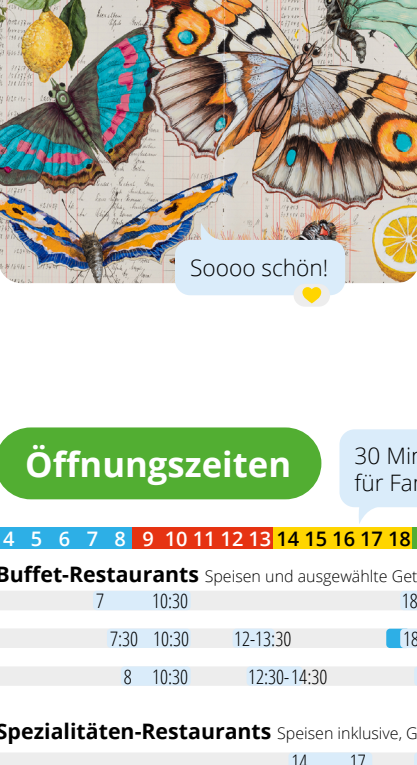 Soooo schön!
Öffnungszeiten
30 Min
für Fam
4 5 6 7 8 9 10 11 12 13 14 15 16 17 18
Buffet-Restaurants Speisen und ausgewählte Get
7 10:30 18
7:30 10:30 12-13:30 18
8 10:30 12:30-14:30
Spezialitäten-Restaurants Speisen inklusive, G
14 17